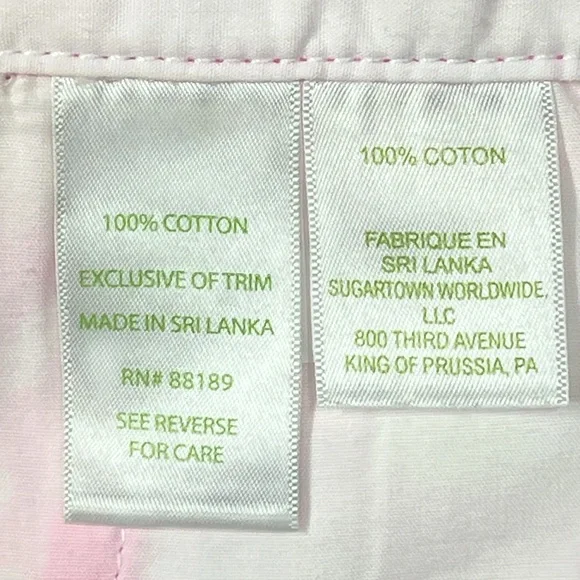 100% COTTON
EXCLUSIVE OF TRIM
MADE IN SRI LANKA
RN# 88189
SEE REVERSE
FOR CARE
100% COTON
FABRIQUE EN
SRI LANKA
SUGARTOWN WORLDWIDE,
LLC
800 THIRD AVENUE
KING OF PRUSSIA, PA